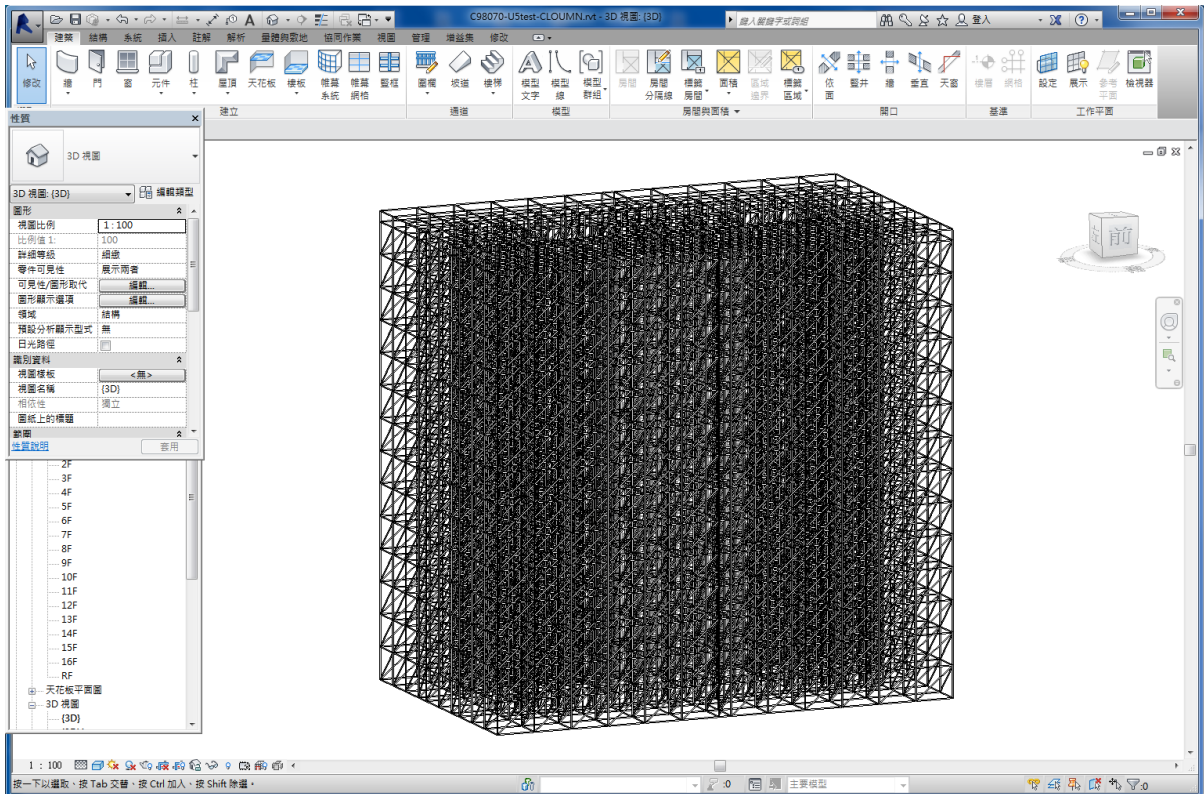 C98070-U5test-CLOUMN.rvt - 3D 視圖: {3D}
鍵入關鍵字或詞組
登入
建築 結構 系統 插入 註解 解析 量體與敷地 協同作業 視圖 管理 增益集 修改
修改 牆 門 窗 元件 柱 屋頂 天花板 樓板 帷幕系統 帷幕網格 豎框 欄杆 坡道 樓梯 模型文字 模型線 模型群組 房間 房間分隔線 標籤房間 面積 區域邊界 標籤區域 依面 豎井 牆 垂直 天窗 樓層 網格 設定 展示 參考平面 檢視器
建立 通道 模型 房間與面積 開口 基準 工作平面
性質
3D 視圖
3D 視圖: {3D} 編輯類型
圖形
視圖比例 1 : 100
比例值 1: 100
詳細等級 細緻
零件可見性 展示兩者
可見性/圖形取代 編輯...
圖形顯示選項 編輯...
領域 結構
預設分析顯示型式 無
日光路徑
識別資料
視圖樣板 <無>
視圖名稱 {3D}
相依性 獨立
圖紙上的標題
範圍
性質說明 套用
2F
3F
4F
5F
6F
7F
8F
9F
10F
11F
12F
13F
14F
15F
16F
RF
天花板平面圖
3D 視圖
{3D}
左 前
1 : 100
按一下以選取、按 Tab 交替、按 Ctrl 加入、按 Shift 除選。
:0 主要模型 :0